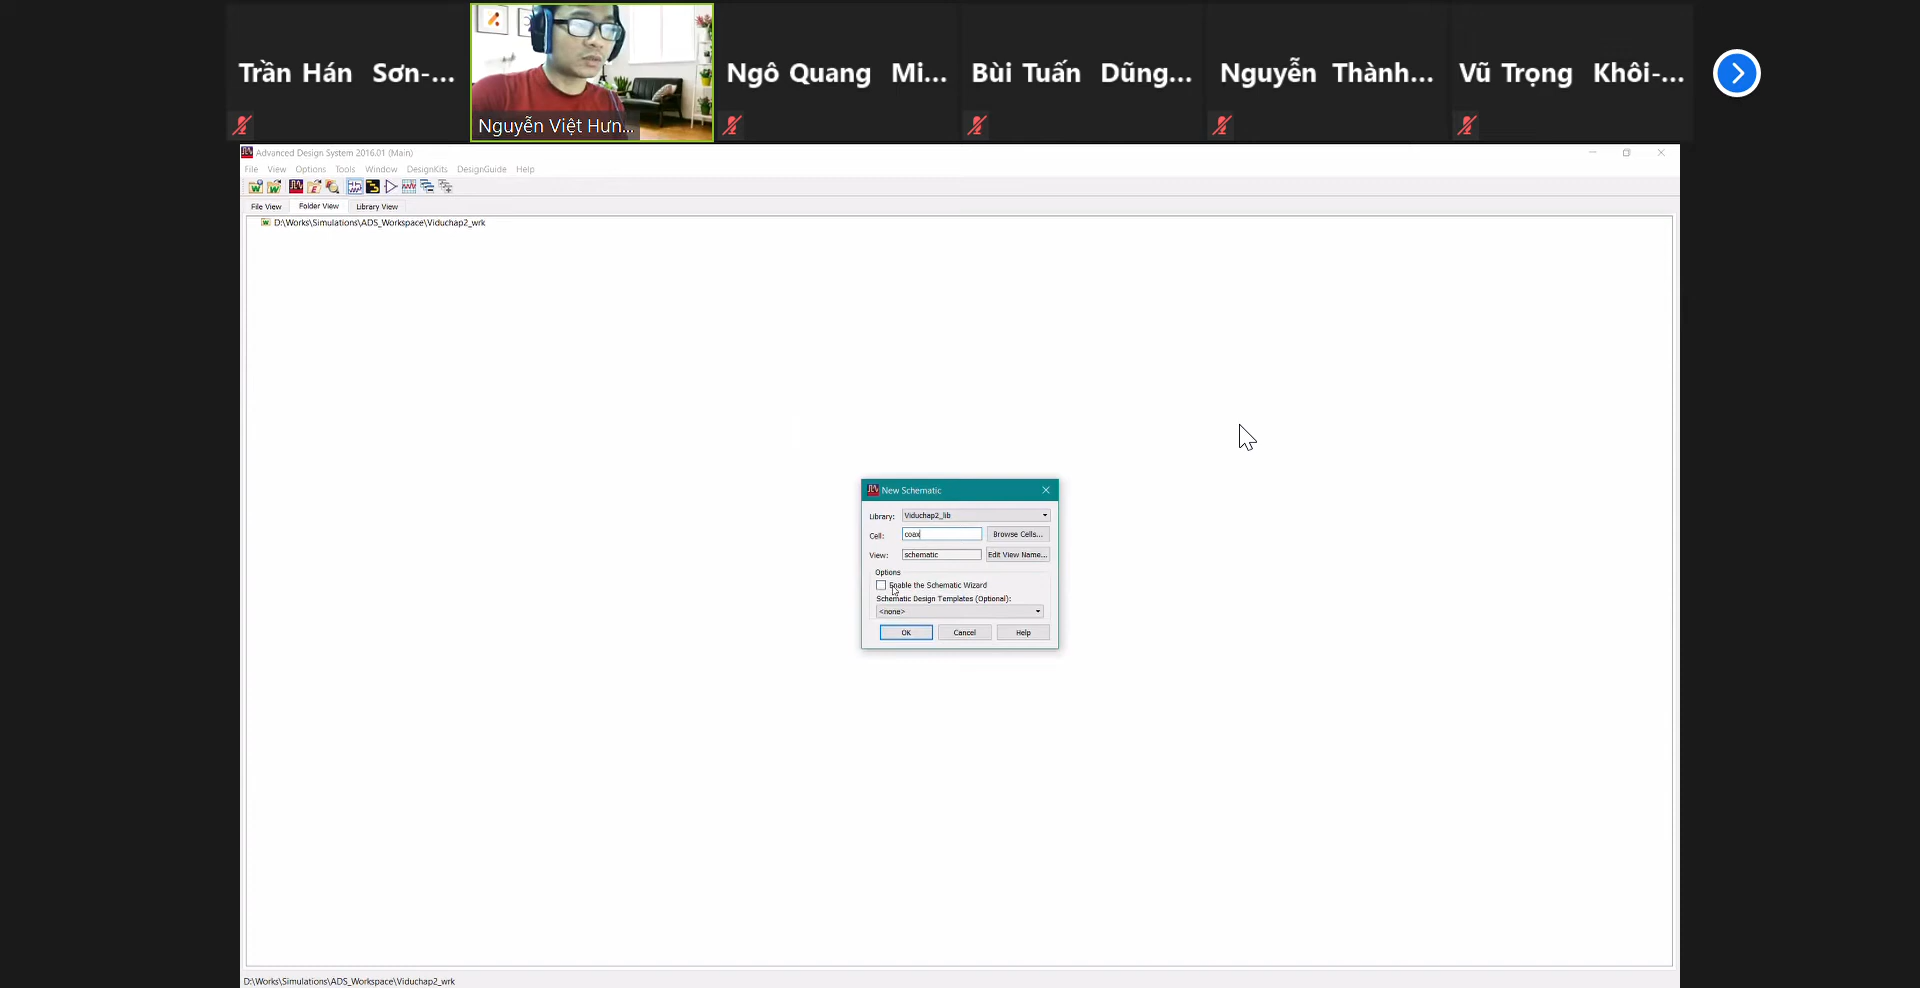 Trần Hán Sơn-...
Nguyễn Việt Hưn...
Ngô Quang Mi...
Bùi Tuấn Dũng...
Nguyễn Thành...
Vũ Trọng Khôi-...
Advanced Design System 2016.01 (Main)
File View Options Tools Window DesignKits DesignGuide Help
File View Folder View Library View
D:\Works\Simulations\ADS_Workspace\Viduchap2_wrk
New Schematic
Library: Viduchap2_lib
Cell: coax Browse Cells...
View: schematic Edit View Name...
Options
Enable the Schematic Wizard
Schematic Design Templates (Optional):
<none>
OK Cancel Help
D:\Works\Simulations\ADS_Workspace\Viduchap2_wrk